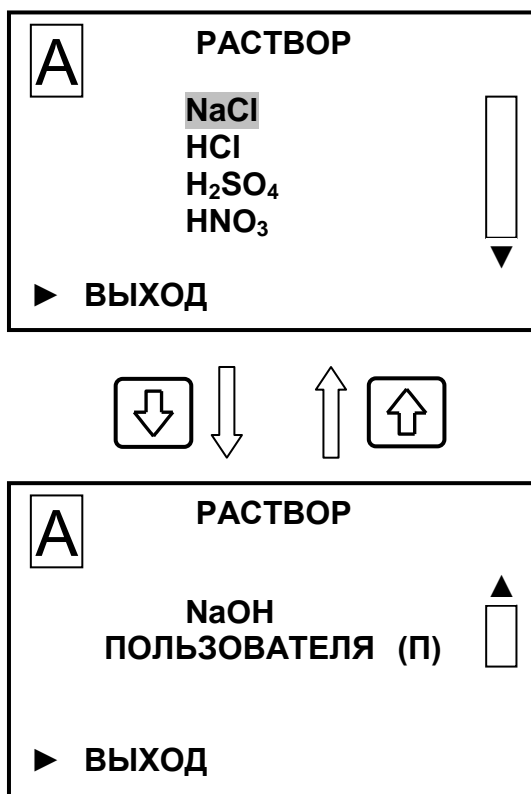 А
РАСТВОР
NaCl
HCl
H₂SO₄
HNO₃
► ВЫХОД
А
РАСТВОР
NaOH
ПОЛЬЗОВАТЕЛЯ (П)
► ВЫХОД